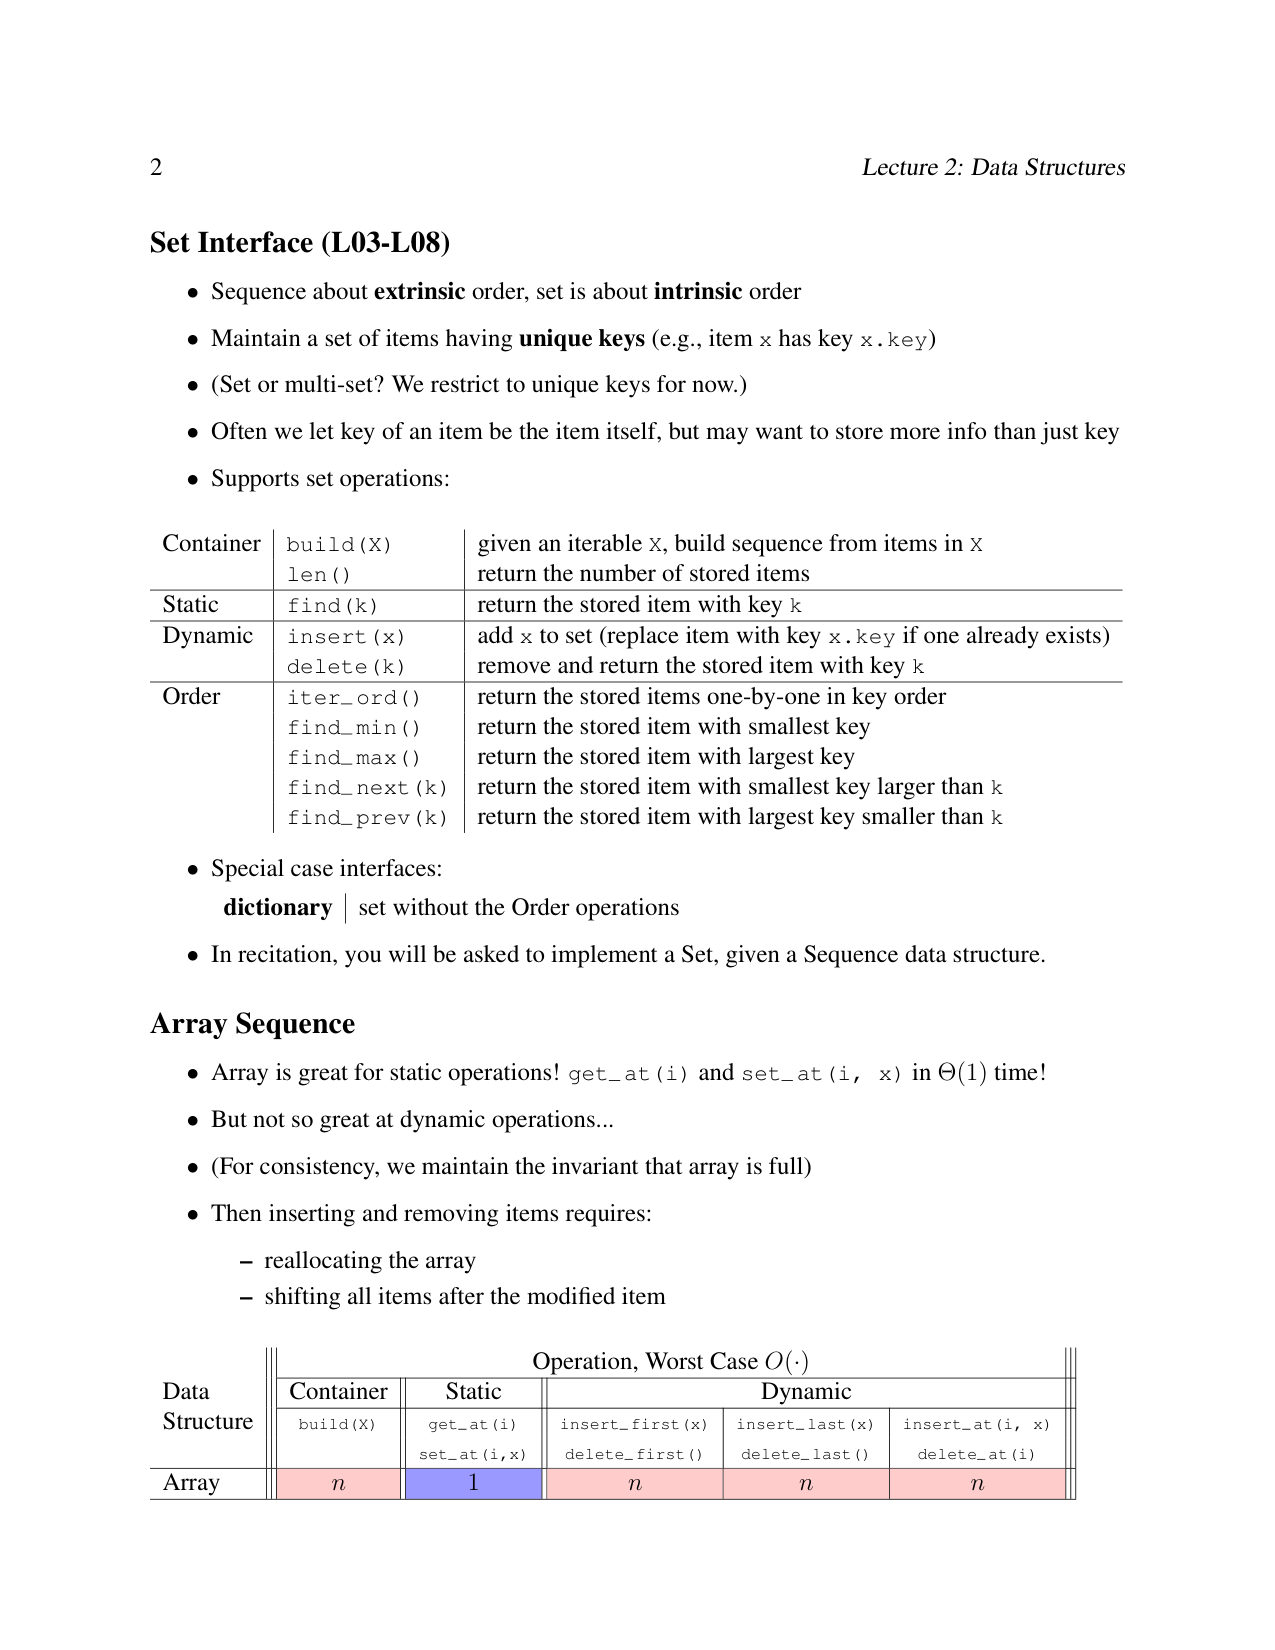 2 Lecture 2: Data Structures
Set Interface (L03-L08)
• Sequence about extrinsic order, set is about intrinsic order
• Maintain a set of items having unique keys (e.g., item x has key x.key)
• (Set or multi-set? We restrict to unique keys for now.)
• Often we let key of an item be the item itself, but may want to store more info than just key
• Supports set operations:
Container build(X) given an iterable X, build sequence from items in X
len() return the number of stored items
Static find(k) return the stored item with key k
Dynamic insert(x) add x to set (replace item with key x.key if one already exists)
delete(k) remove and return the stored item with key k
Order iter_ord() return the stored items one-by-one in key order
find_min() return the stored item with smallest key
find_max() return the stored item with largest key
find_next(k) return the stored item with smallest key larger than k
find_prev(k) return the stored item with largest key smaller than k
• Special case interfaces:
dictionary set without the Order operations
• In recitation, you will be asked to implement a Set, given a Sequence data structure.
Array Sequence
• Array is great for static operations! get_at(i) and set_at(i, x) in Θ(1) time!
• But not so great at dynamic operations...
• (For consistency, we maintain the invariant that array is full)
• Then inserting and removing items requires:
– reallocating the array
– shifting all items after the modified item
Operation, Worst Case O(·)
Data Container Static Dynamic
Structure build(X) get_at(i) insert_first(x) insert_last(x) insert_at(i, x)
set_at(i,x) delete_first() delete_last() delete_at(i)
Array n 1 n n n